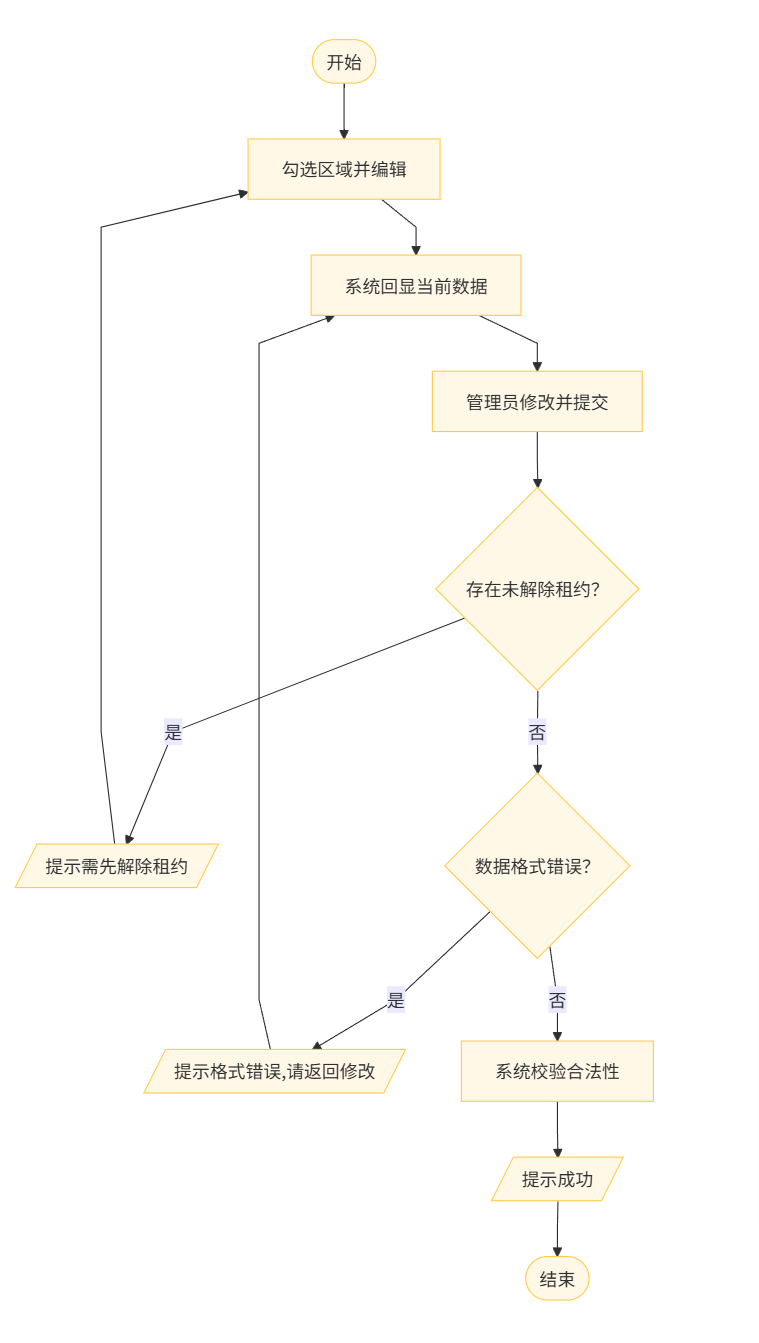 开始
勾选区域并编辑
系统回显当前数据
管理员修改并提交
存在未解除租约?
是
否
提示需先解除租约
数据格式错误?
是
否
提示格式错误,请返回修改
系统校验合法性
提示成功
结束